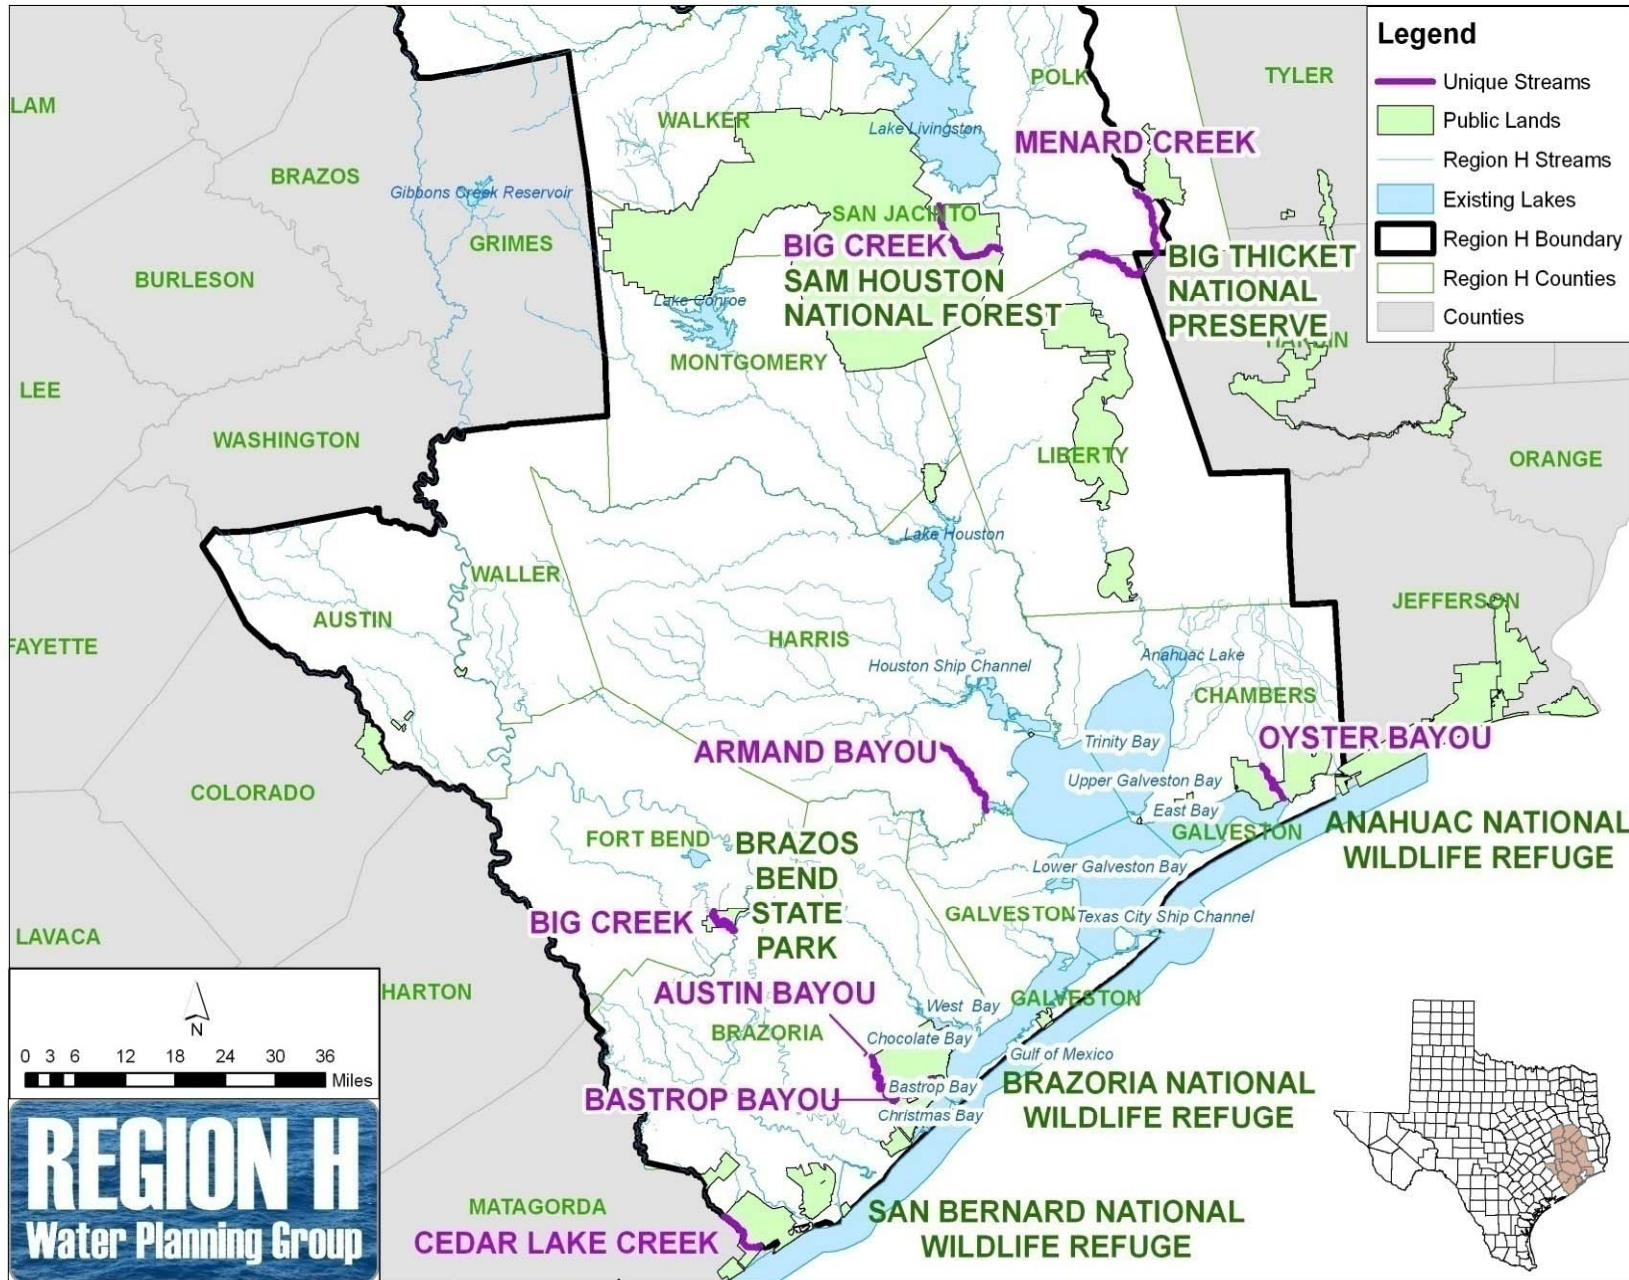 Legend
Unique Streams
Public Lands
Region H Streams
Existing Lakes
Region H Boundary
Region H Counties
Counties
POLK
TYLER
LAM
WALKER
Lake Livingston
MENARD CREEK
BRAZOS
Gibbons Creek Reservoir
SAN JACINTO
GRIMES
BIG CREEK
SAM HOUSTON
NATIONAL FOREST
BIG THICKET
NATIONAL
PRESERVE
BURLESON
Lake Conroe
HARDIN
MONTGOMERY
LEE
WASHINGTON
LIBERTY
ORANGE
Lake Houston
WALLER
AUSTIN
JEFFERSON
HARRIS
FAYETTE
Houston Ship Channel
Anahuac Lake
CHAMBERS
ARMAND BAYOU
Trinity Bay
OYSTER BAYOU
Upper Galveston Bay
COLORADO
East Bay
GALVESTON
ANAHUAC NATIONAL
WILDLIFE REFUGE
FORT BEND
BRAZOS
BEND
STATE
PARK
Lower Galveston Bay
BIG CREEK
GALVESTON
Texas City Ship Channel
LAVACA
HARTON
AUSTIN BAYOU
West Bay
GALVESTON
BRAZORIA
Chocolate Bay
Gulf of Mexico
BASTROP BAYOU
Bastrop Bay
Christmas Bay
BRAZORIA NATIONAL
WILDLIFE REFUGE
N
0 3 6 12 18 24 30 36
Miles
REGION H
Water Planning Group
MATAGORDA
CEDAR LAKE CREEK
SAN BERNARD NATIONAL
WILDLIFE REFUGE